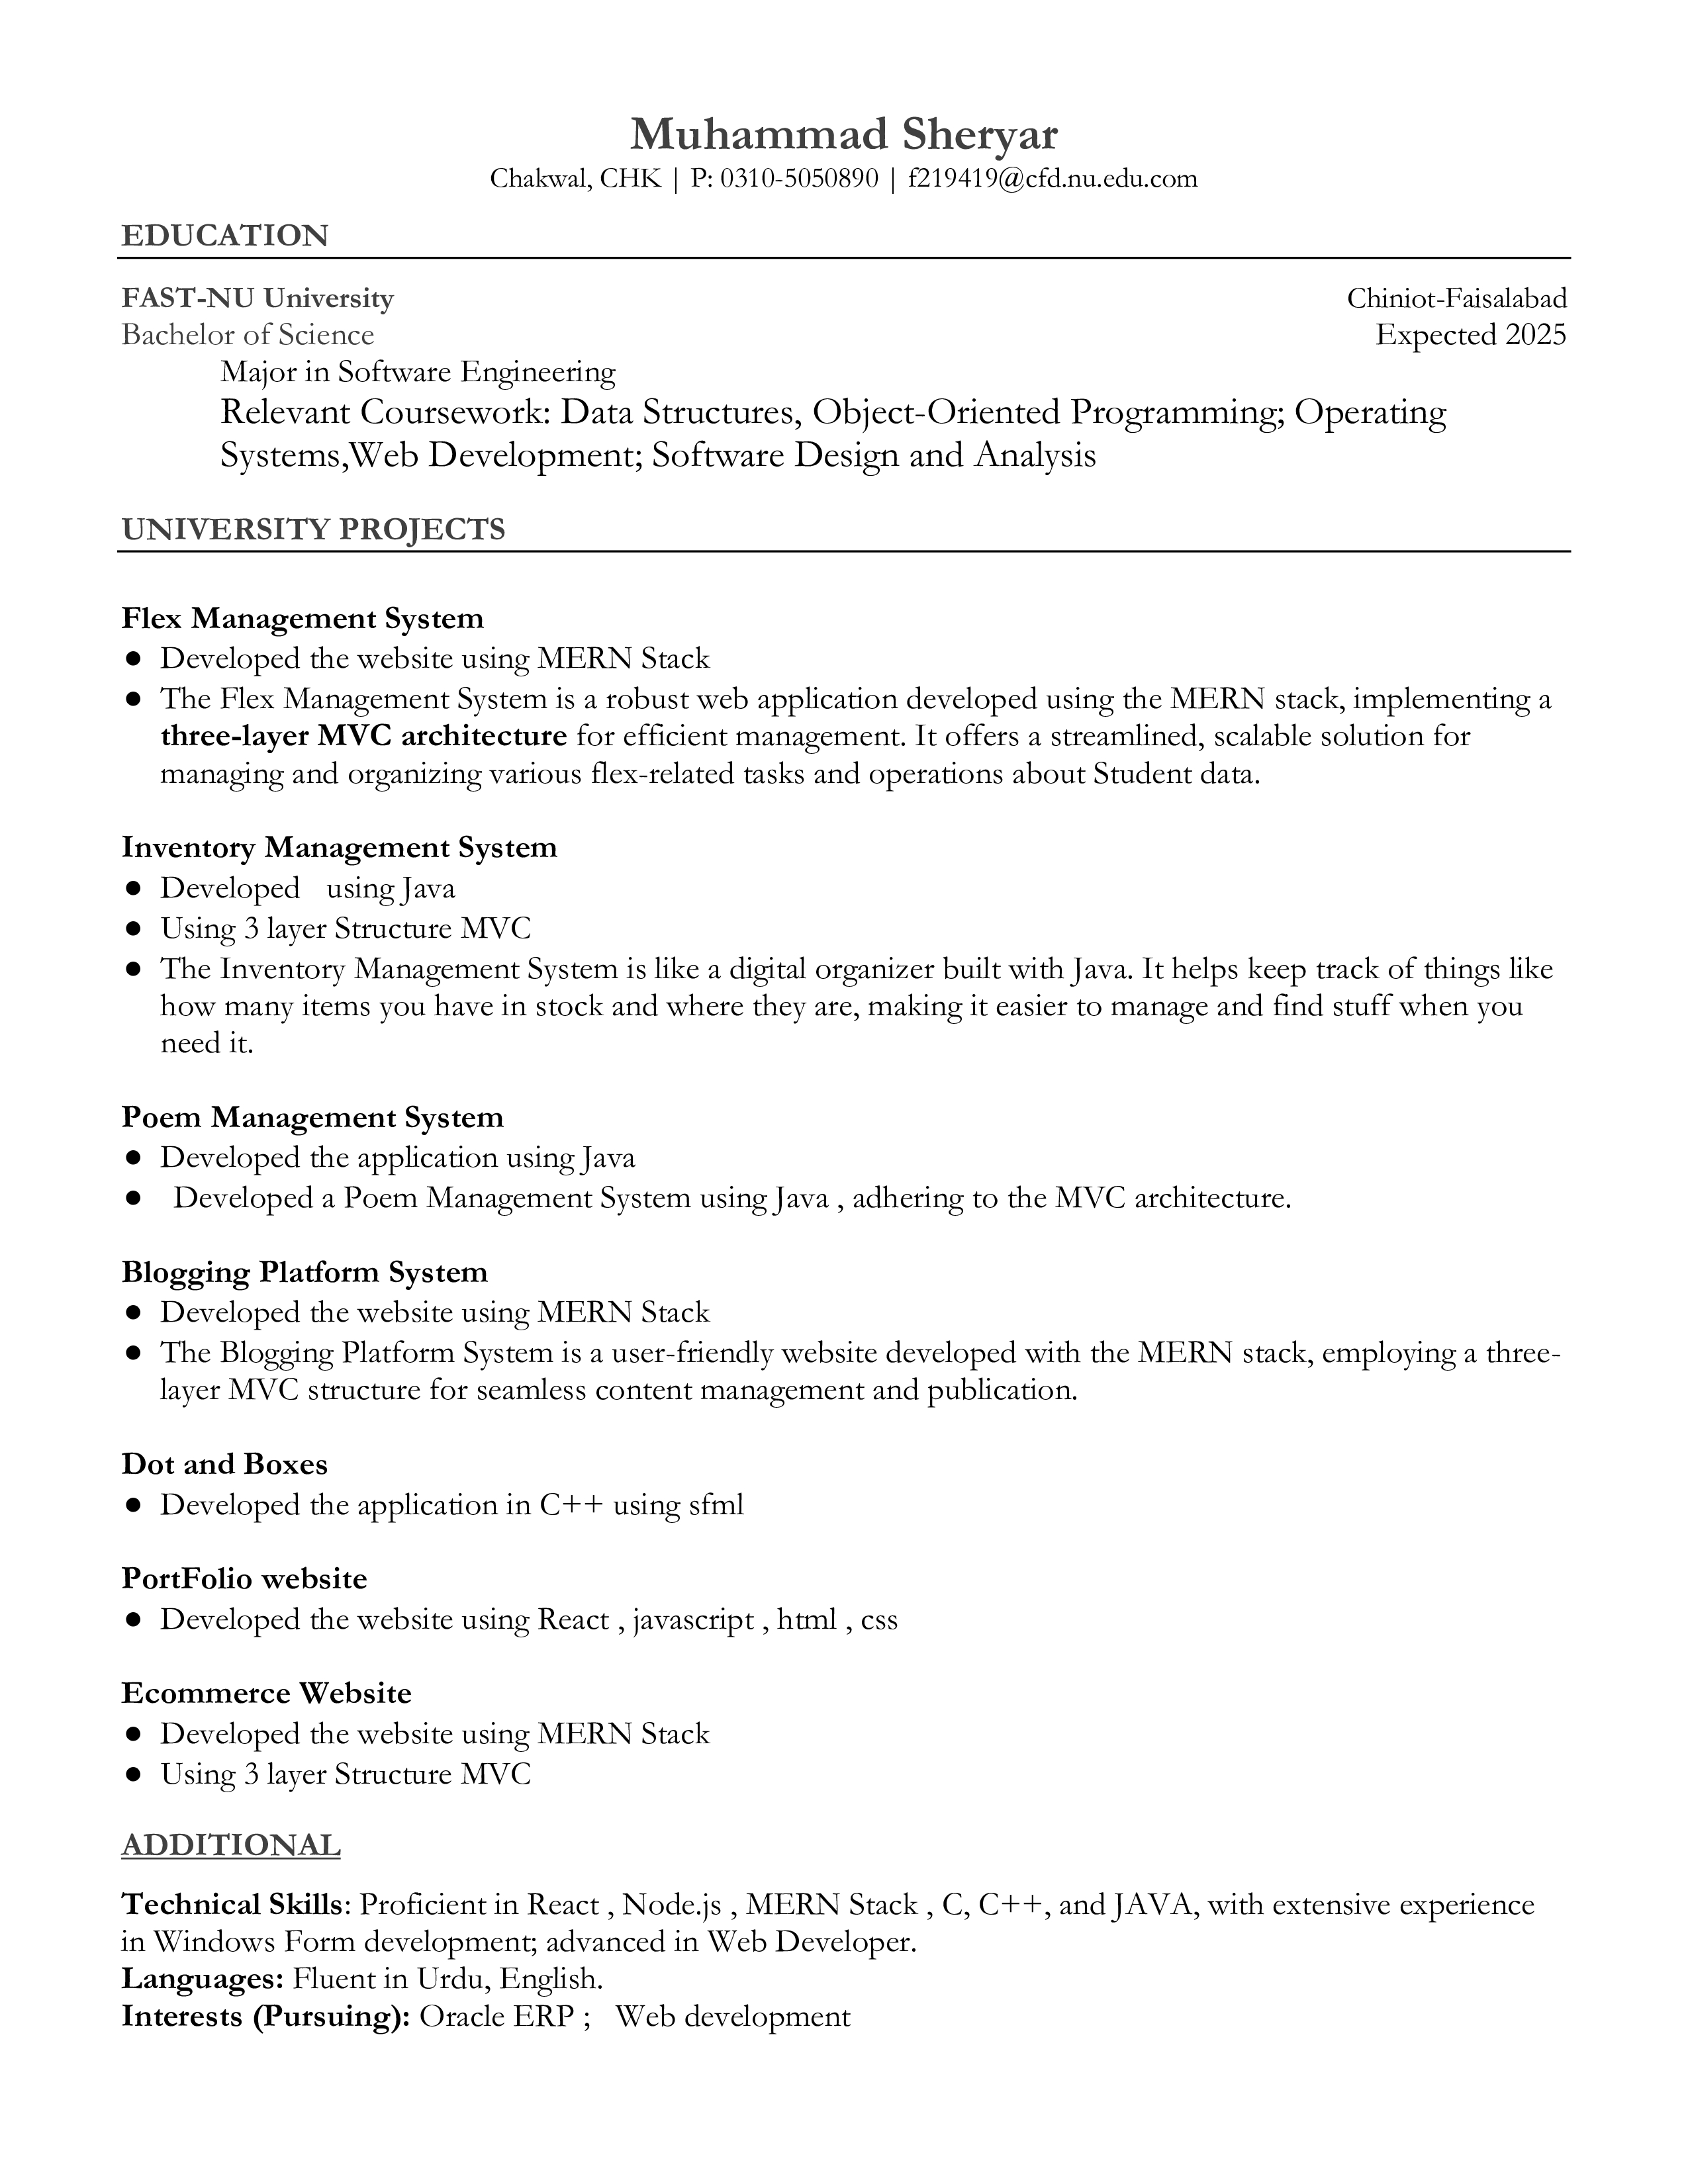 Muhammad Sheryar
Chakwal, CHK | P: 0310-5050890 | f219419@cfd.nu.edu.com
EDUCATION
FAST-NU University Chiniot-Faisalabad
Bachelor of Science Expected 2025
Major in Software Engineering
Relevant Coursework: Data Structures, Object-Oriented Programming; Operating
Systems,Web Development; Software Design and Analysis
UNIVERSITY PROJECTS
Flex Management System
● Developed the website using MERN Stack
● The Flex Management System is a robust web application developed using the MERN stack, implementing a
three-layer MVC architecture for efficient management. It offers a streamlined, scalable solution for
managing and organizing various flex-related tasks and operations about Student data.
Inventory Management System
● Developed   using Java
● Using 3 layer Structure MVC
● The Inventory Management System is like a digital organizer built with Java. It helps keep track of things like
how many items you have in stock and where they are, making it easier to manage and find stuff when you
need it.
Poem Management System
● Developed the application using Java
●  Developed a Poem Management System using Java , adhering to the MVC architecture.
Blogging Platform System
● Developed the website using MERN Stack
● The Blogging Platform System is a user-friendly website developed with the MERN stack, employing a three-
layer MVC structure for seamless content management and publication.
Dot and Boxes
● Developed the application in C++ using sfml
PortFolio website
● Developed the website using React , javascript , html , css
Ecommerce Website
● Developed the website using MERN Stack
● Using 3 layer Structure MVC
ADDITIONAL
Technical Skills: Proficient in React , Node.js , MERN Stack , C, C++, and JAVA, with extensive experience
in Windows Form development; advanced in Web Developer.
Languages: Fluent in Urdu, English.
Interests (Pursuing): Oracle ERP ;   Web development